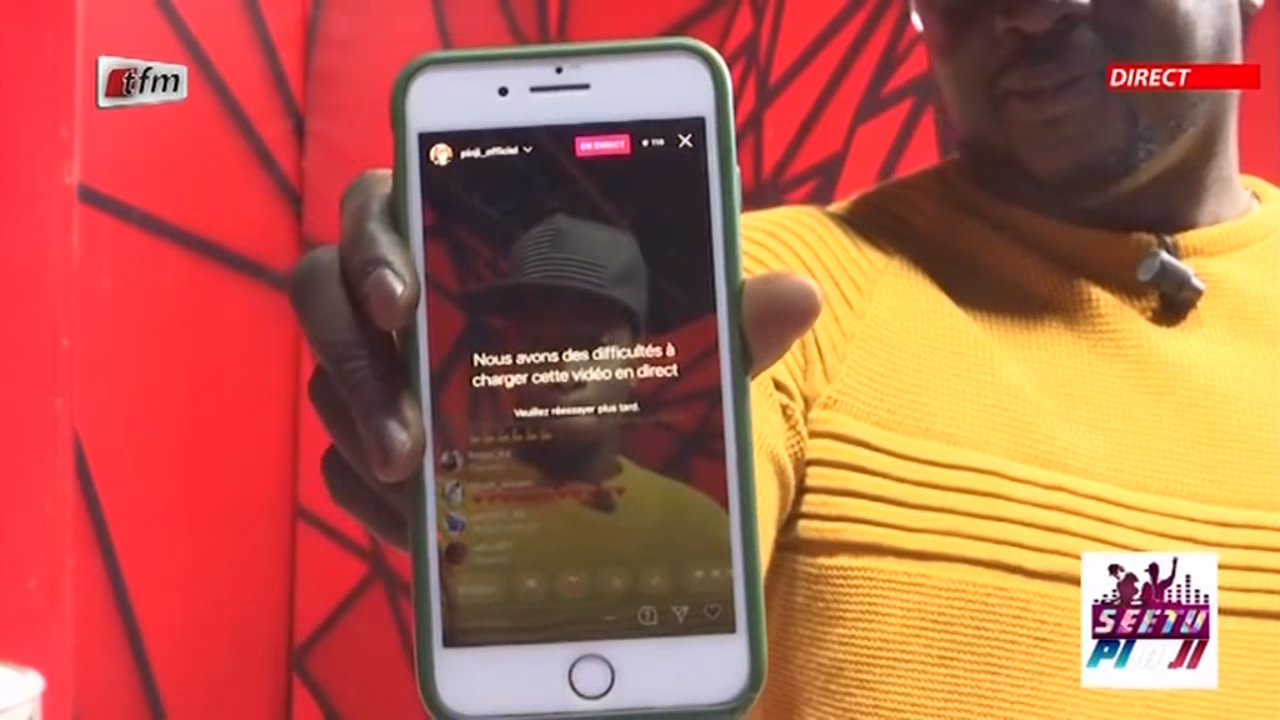 tfm
DIRECT
pinji_officiel
EN DIRECT
Nous avons des difficultés à
charger cette vidéo en direct
Veuillez réessayer plus tard.
SEETU
PINJI